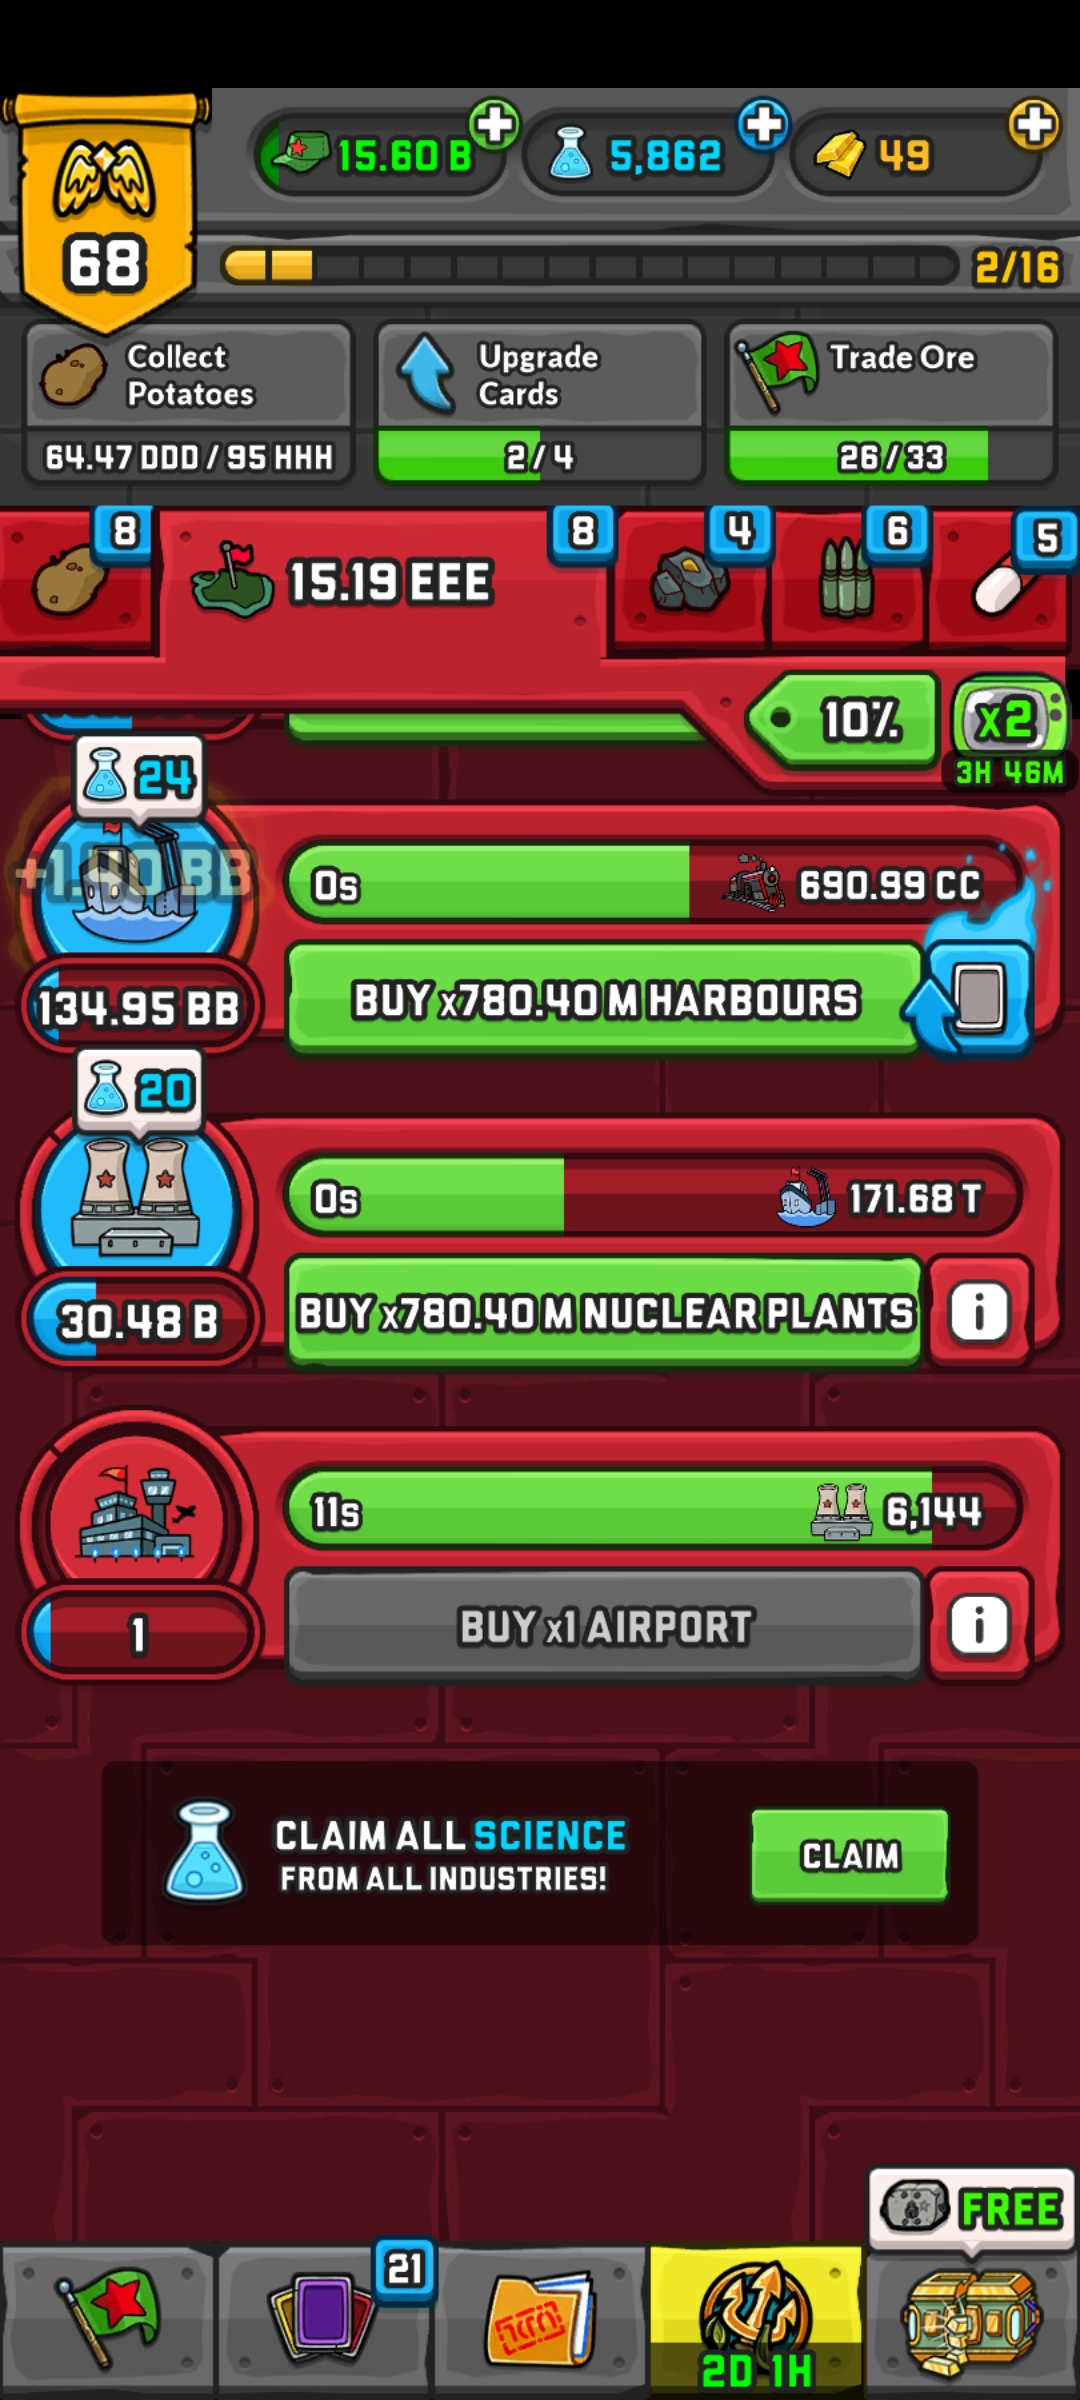 15.60 B
5,862
49
68
2/16
Collect
Potatoes
64.47 DDD / 95 HHH
Upgrade
Cards
2/4
Trade Ore
26/33
8
15.19 EEE
8
4
6
5
10%
x2
3H 46M
24
0s
690.99 CC
134.95 BB
BUY x780.40 M HARBOURS
20
0s
171.68 T
30.48 B
BUY x780.40 M NUCLEAR PLANTS
i
11s
6,144
1
BUY x1 AIRPORT
i
CLAIM ALL SCIENCE
FROM ALL INDUSTRIES!
CLAIM
FREE
21
2D 1H